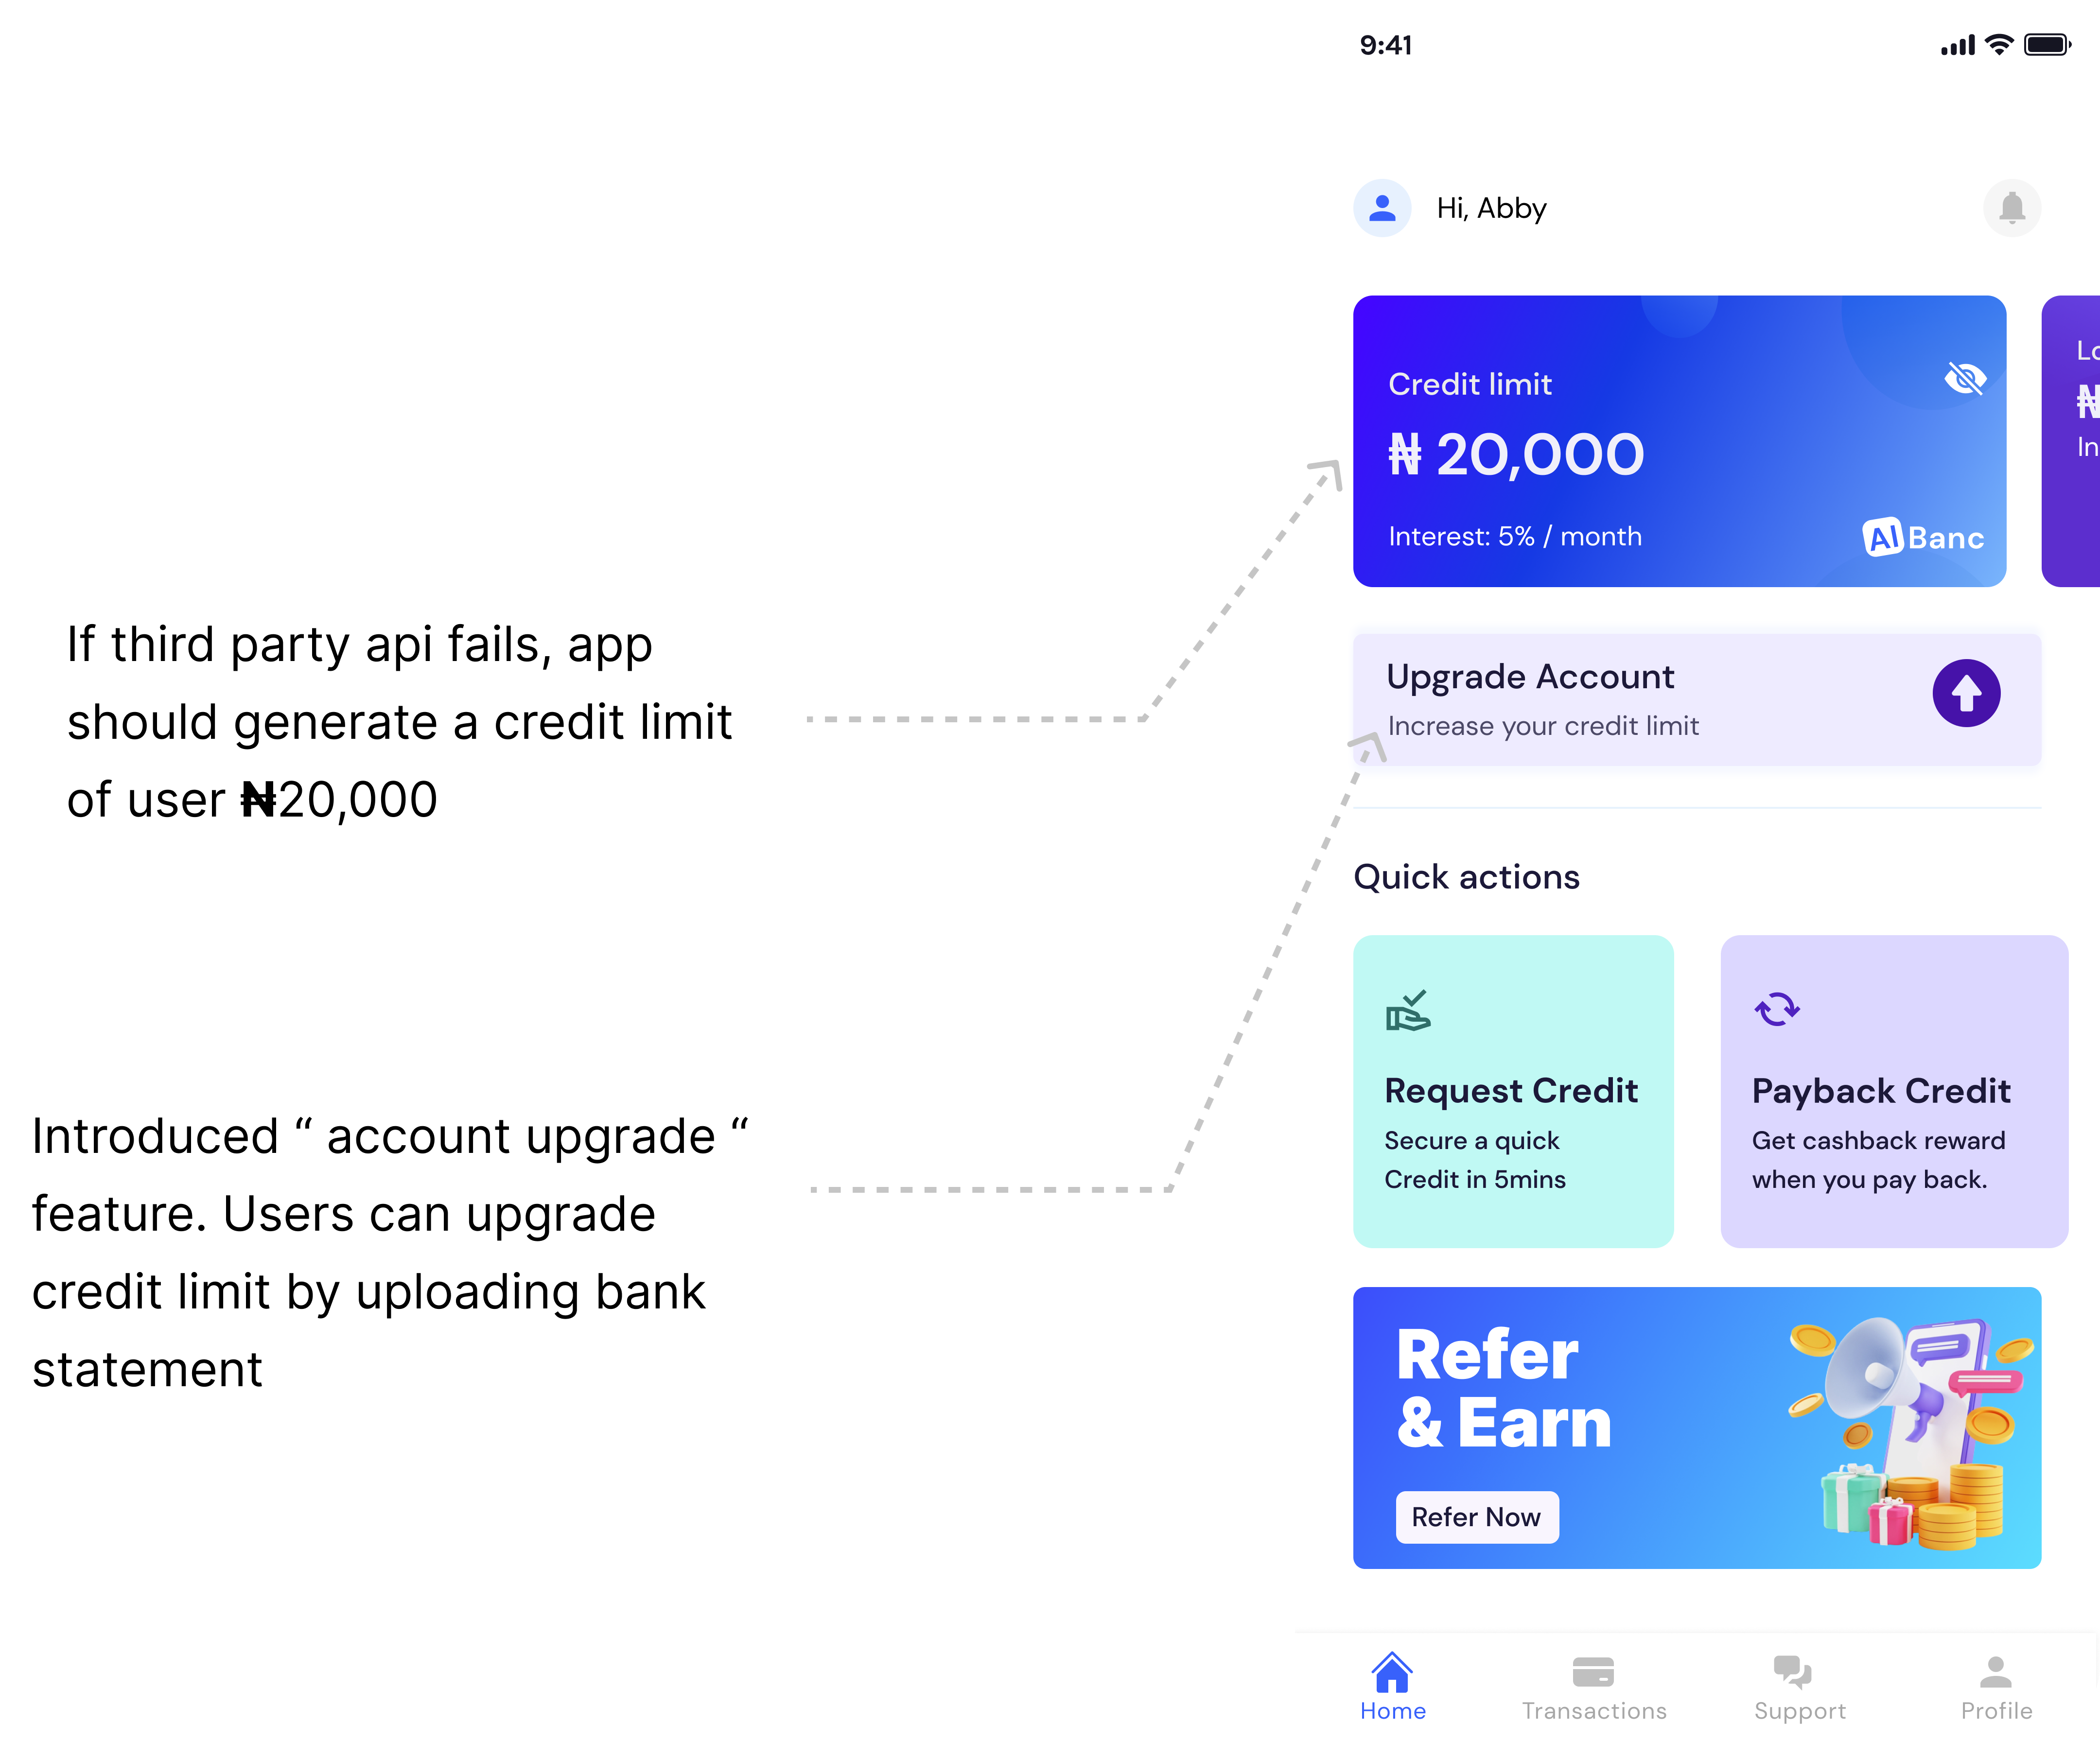 9:41
Hi, Abby
Credit limit
₦ 20,000
Interest: 5% / month
AI Banc
₦
If third party api fails, app
should generate a credit limit
of user ₦20,000
Upgrade Account
Increase your credit limit
Quick actions
Request Credit
Secure a quick
Credit in 5mins
Payback Credit
Get cashback reward
when you pay back.
Introduced “ account upgrade “
feature. Users can upgrade
credit limit by uploading bank
statement
Refer
& Earn
Refer Now
Home
Transactions
Support
Profile